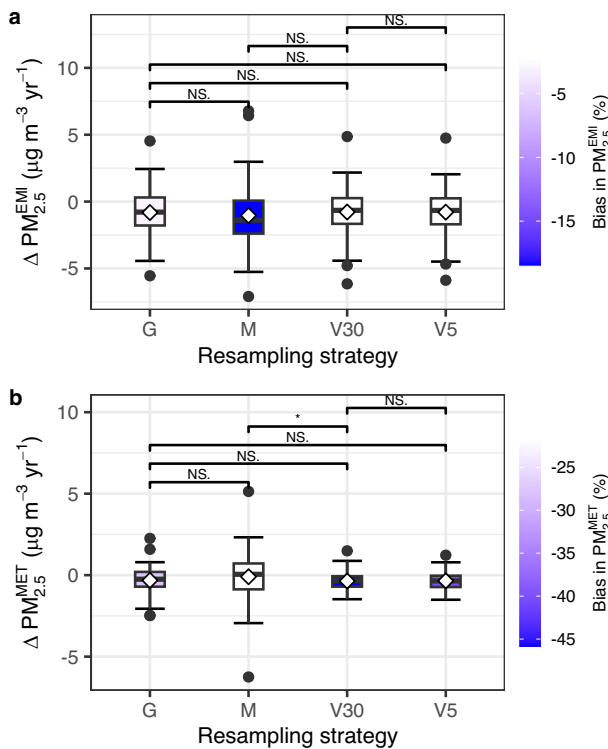 a
NS.
NS.
NS.
NS.
NS.
10
5
0
-5
Δ PM₂.₅ᴱᴹᴵ (μg m⁻³ yr⁻¹)
G M V30 V5
Resampling strategy
-5
-10
-15
Bias in PM₂.₅ᴱᴹᴵ (%)
b
NS.
*
NS.
NS.
NS.
10
5
0
-5
Δ PM₂.₅ᴹᴱᵀ (μg m⁻³ yr⁻¹)
G M V30 V5
Resampling strategy
-25
-30
-35
-40
-45
Bias in PM₂.₅ᴹᴱᵀ (%)